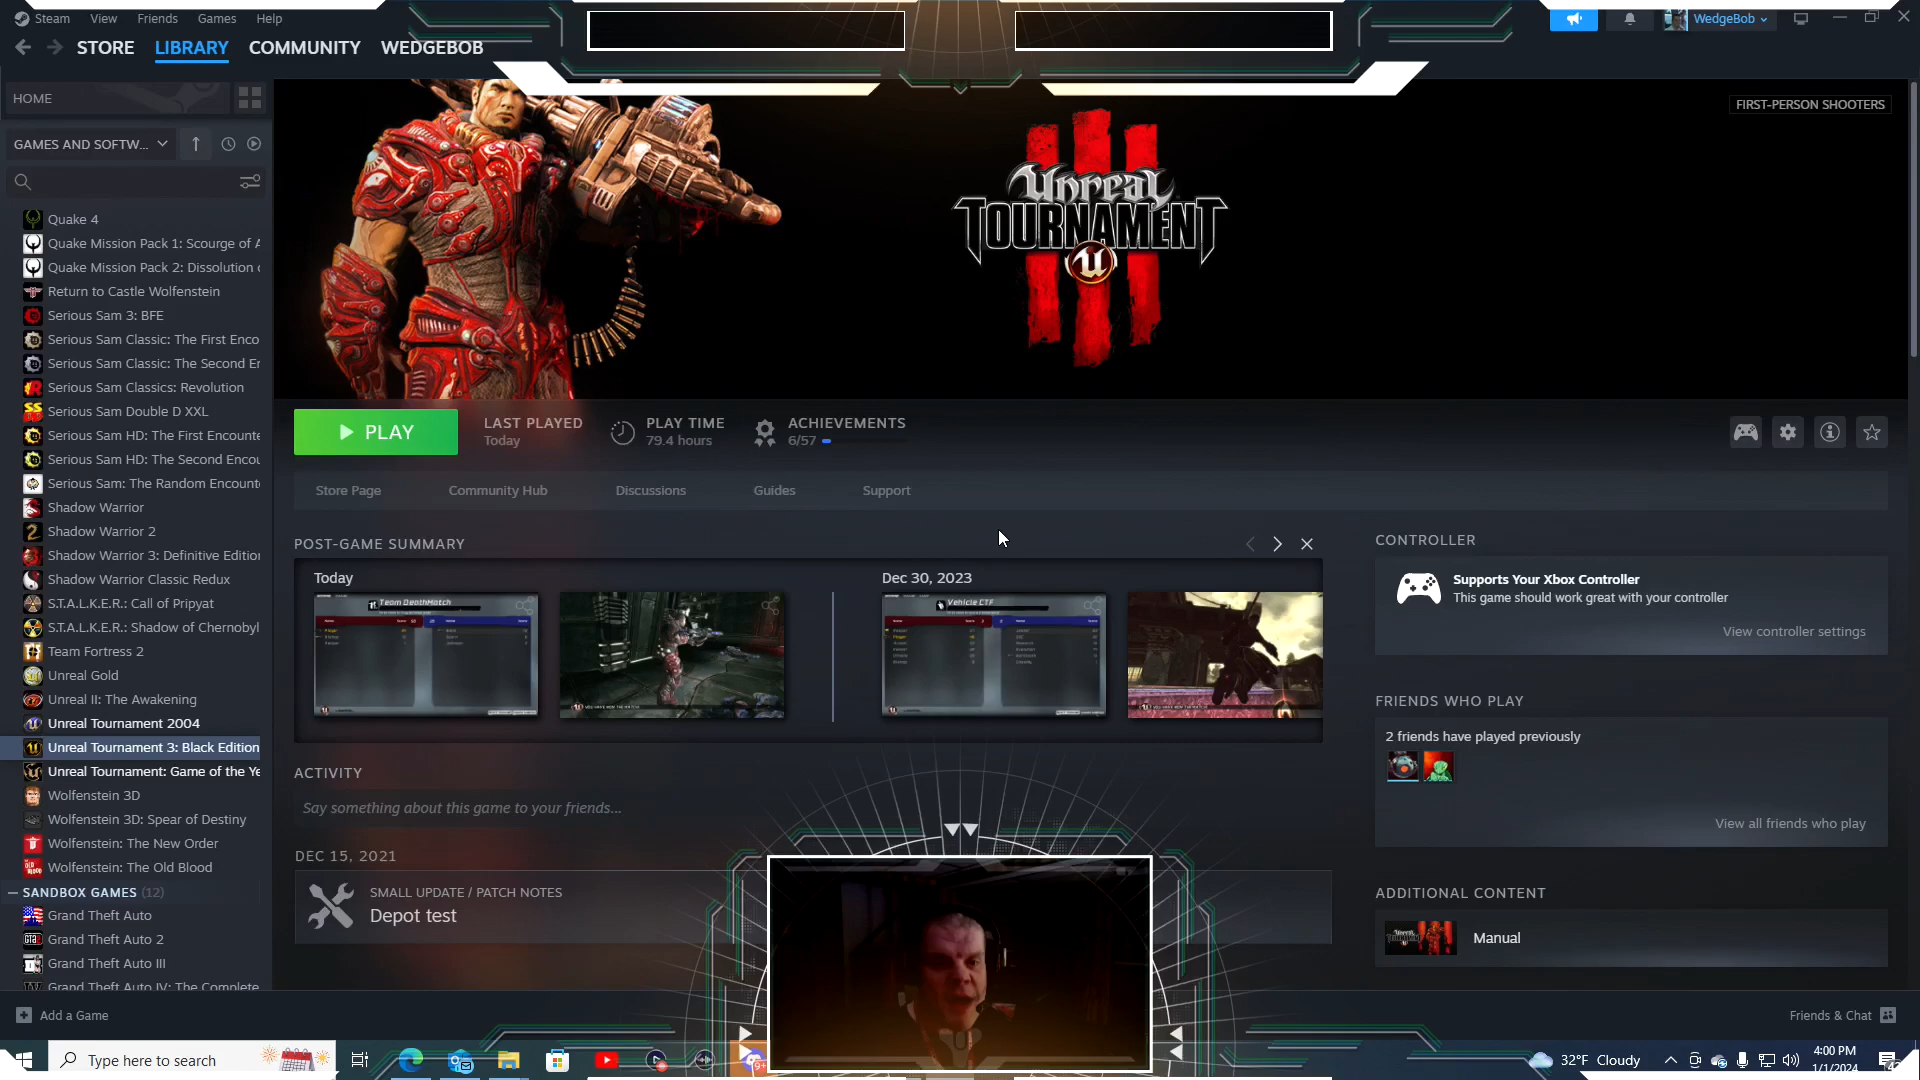 Steam View Friends Games Help WedgeBob
STORE LIBRARY COMMUNITY WEDGEBOB
HOME
GAMES AND SOFTW...
Quake 4
Quake Mission Pack 1: Scourge of A
Quake Mission Pack 2: Dissolution
Return to Castle Wolfenstein
Serious Sam 3: BFE
Serious Sam Classic: The First Enco
Serious Sam Classic: The Second En
Serious Sam Classics: Revolution
Serious Sam Double D XXL
Serious Sam HD: The First Encounte
Serious Sam HD: The Second Encou
Serious Sam: The Random Encount
Shadow Warrior
Shadow Warrior 2
Shadow Warrior 3: Definitive Edition
Shadow Warrior Classic Redux
S.T.A.L.K.E.R.: Call of Pripyat
S.T.A.L.K.E.R.: Shadow of Chernobyl
Team Fortress 2
Unreal Gold
Unreal II: The Awakening
Unreal Tournament 2004
Unreal Tournament 3: Black Edition
Unreal Tournament: Game of the Ye
Wolfenstein 3D
Wolfenstein 3D: Spear of Destiny
Wolfenstein: The New Order
Wolfenstein: The Old Blood
SANDBOX GAMES (12)
Grand Theft Auto
Grand Theft Auto 2
Grand Theft Auto III
Grand Theft Auto IV: The Complete
Add a Game
FIRST-PERSON SHOOTERS
Unreal
TOURNAMENT
PLAY
LAST PLAYED
Today
PLAY TIME
79.4 hours
ACHIEVEMENTS
6/57
Store Page Community Hub Discussions Guides Support
POST-GAME SUMMARY
Today
Dec 30, 2023
Team DeathMatch
Vehicle CTF
ACTIVITY
Say something about this game to your friends...
DEC 15, 2021
SMALL UPDATE / PATCH NOTES
Depot test
CONTROLLER
Supports Your Xbox Controller
This game should work great with your controller
View controller settings
FRIENDS WHO PLAY
2 friends have played previously
View all friends who play
ADDITIONAL CONTENT
Manual
Friends & Chat
Type here to search
9+
32°F Cloudy
4:00 PM
1/1/2024